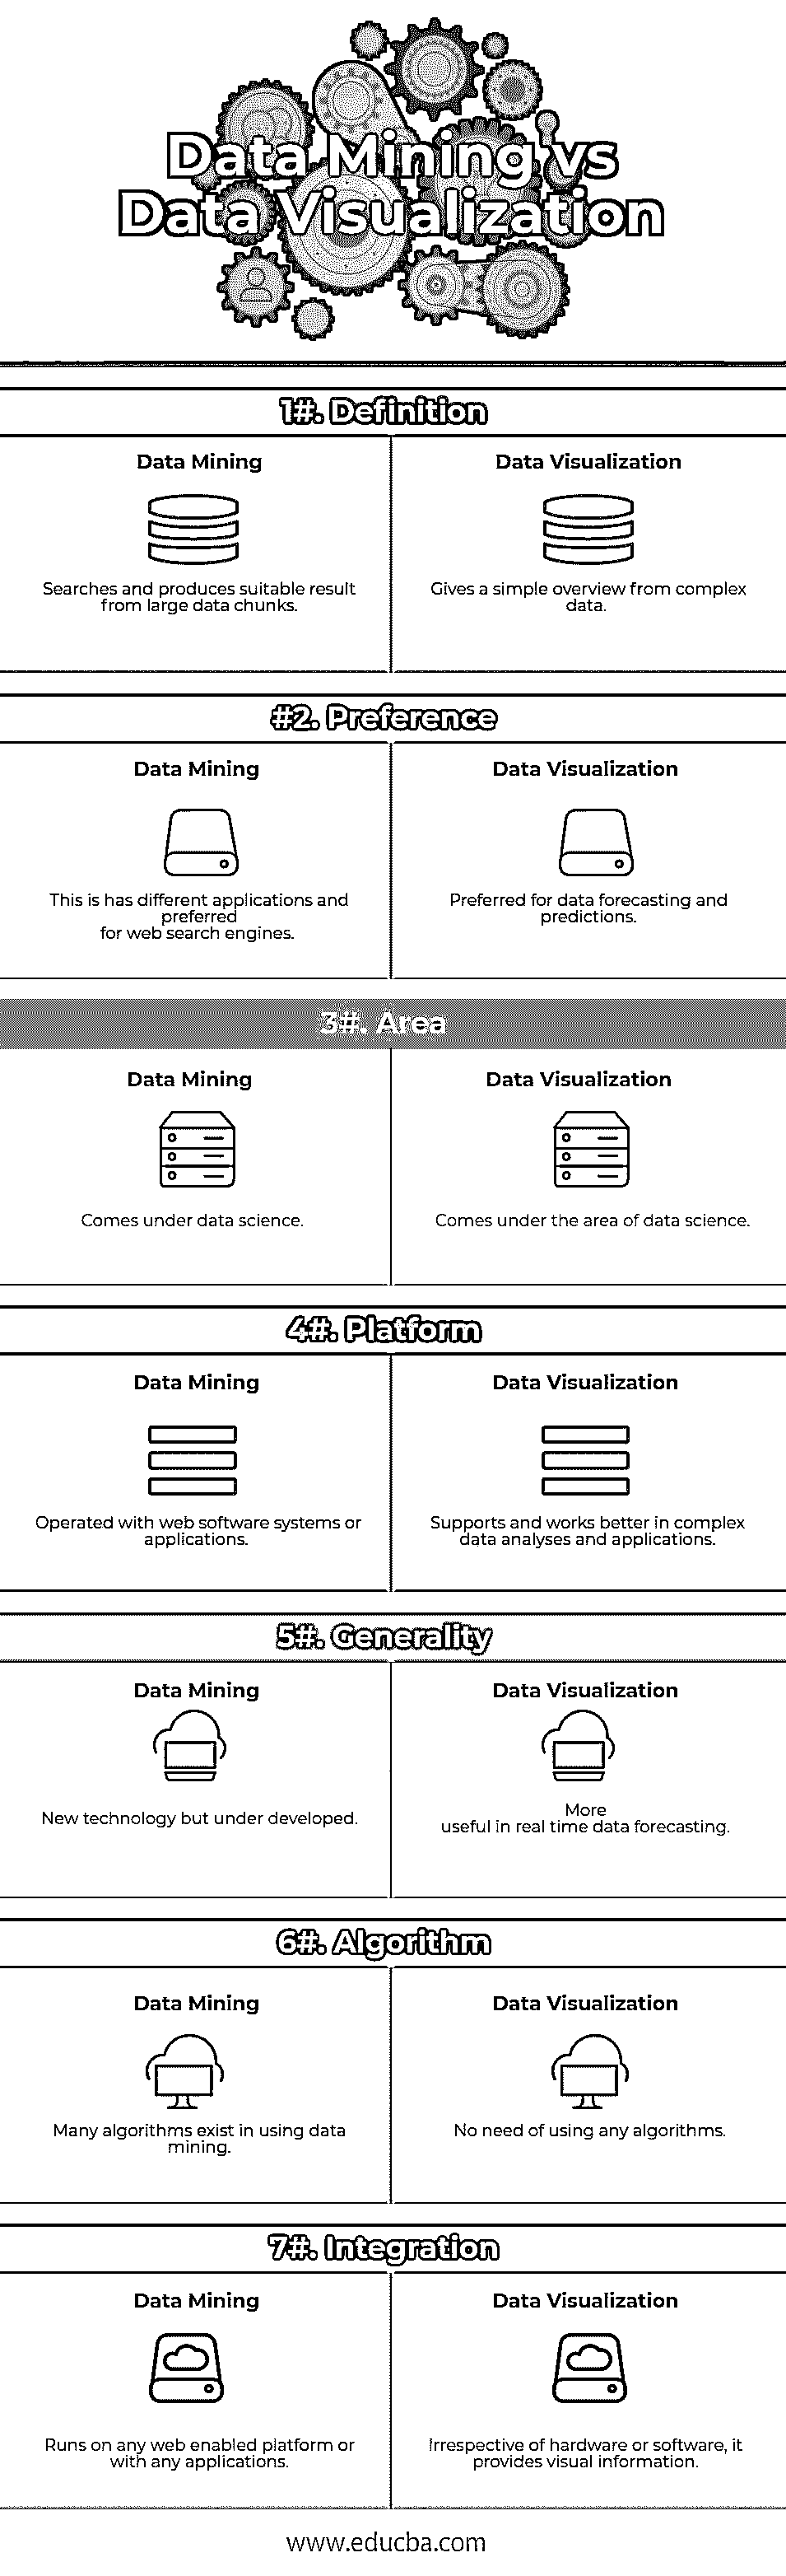 Data Mining vs
Data Visualization
1#. Definition
Data Mining
Searches and produces suitable result
from large data chunks.
Data Visualization
Gives a simple overview from complex
data.
#2. Preference
Data Mining
This is has different applications and
preferred
for web search engines.
Data Visualization
Preferred for data forecasting and
predictions.
3#. Area
Data Mining
Comes under data science.
Data Visualization
Comes under the area of data science.
4#. Platform
Data Mining
Operated with web software systems or
applications.
Data Visualization
Supports and works better in complex
data analyses and applications.
5#. Generality
Data Mining
New technology but under developed.
Data Visualization
More
useful in real time data forecasting.
6#. Algorithm
Data Mining
Many algorithms exist in using data
mining.
Data Visualization
No need of using any algorithms.
7#. Integration
Data Mining
Runs on any web enabled platform or
with any applications.
Data Visualization
Irrespective of hardware or software, it
provides visual information.
www.educba.com